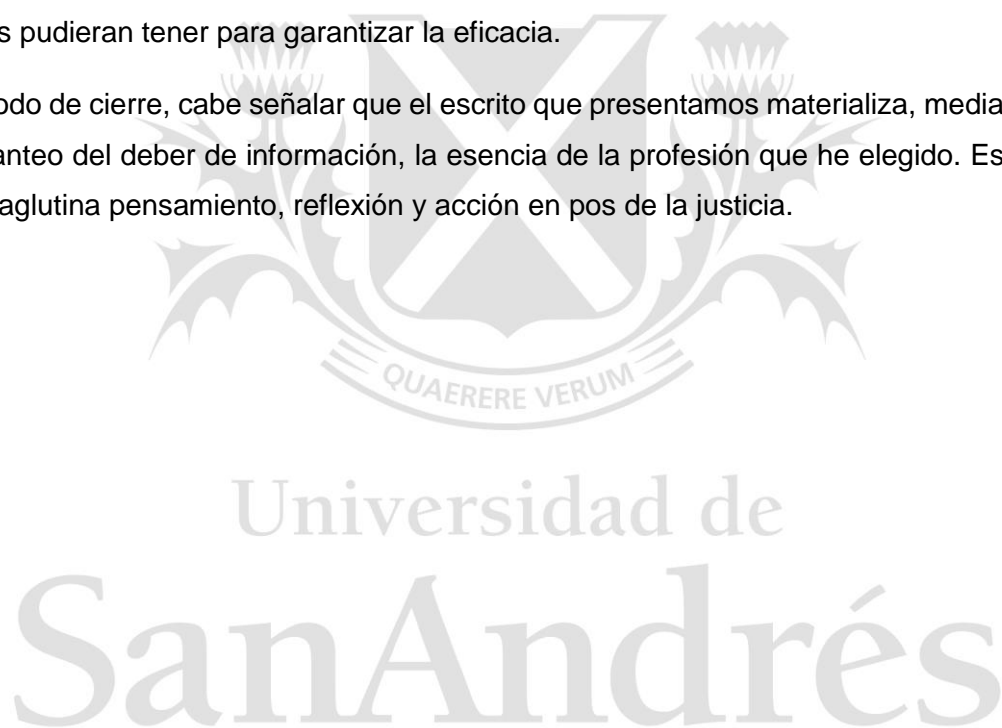 s pudieran tener para garantizar la eficacia.
odo de cierre, cabe señalar que el escrito que presentamos materializa, media
anteo del deber de información, la esencia de la profesión que he elegido. Es
aglutina pensamiento, reflexión y acción en pos de la justicia.
QUAERERE VERUM
Universidad de
SanAndrés